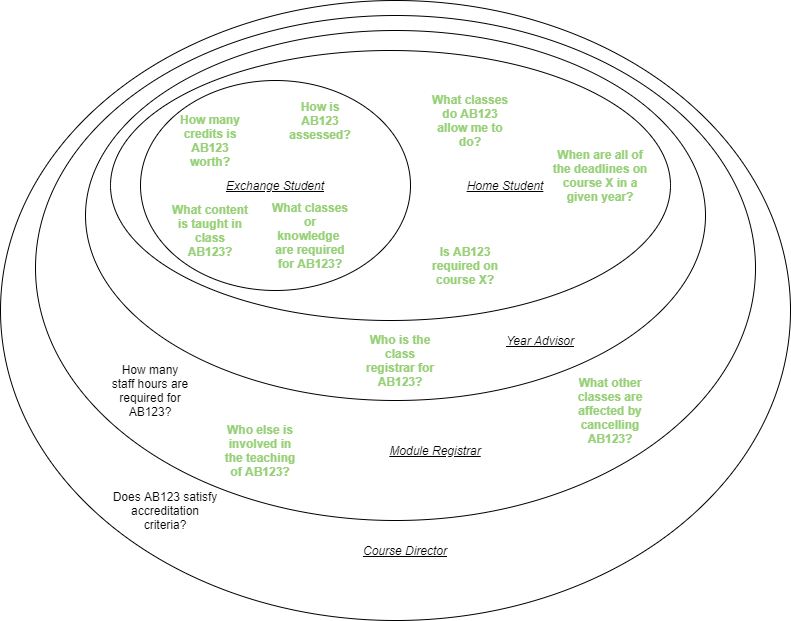 How many
credits is
AB123
worth?
How is
AB123
assessed?
Exchange Student
What content
is taught in
class
AB123?
What classes
or
knowledge
are required
for AB123?
What classes
do AB123
allow me to
do?
When are all of
the deadlines on
course X in a
given year?
Home Student
Is AB123
required on
course X?
Year Advisor
Who is the
class
registrar for
AB123?
How many
staff hours are
required for
AB123?
What other
classes are
affected by
cancelling
AB123?
Who else is
involved in
the teaching
of AB123?
Module Registrar
Does AB123 satisfy
accreditation
criteria?
Course Director